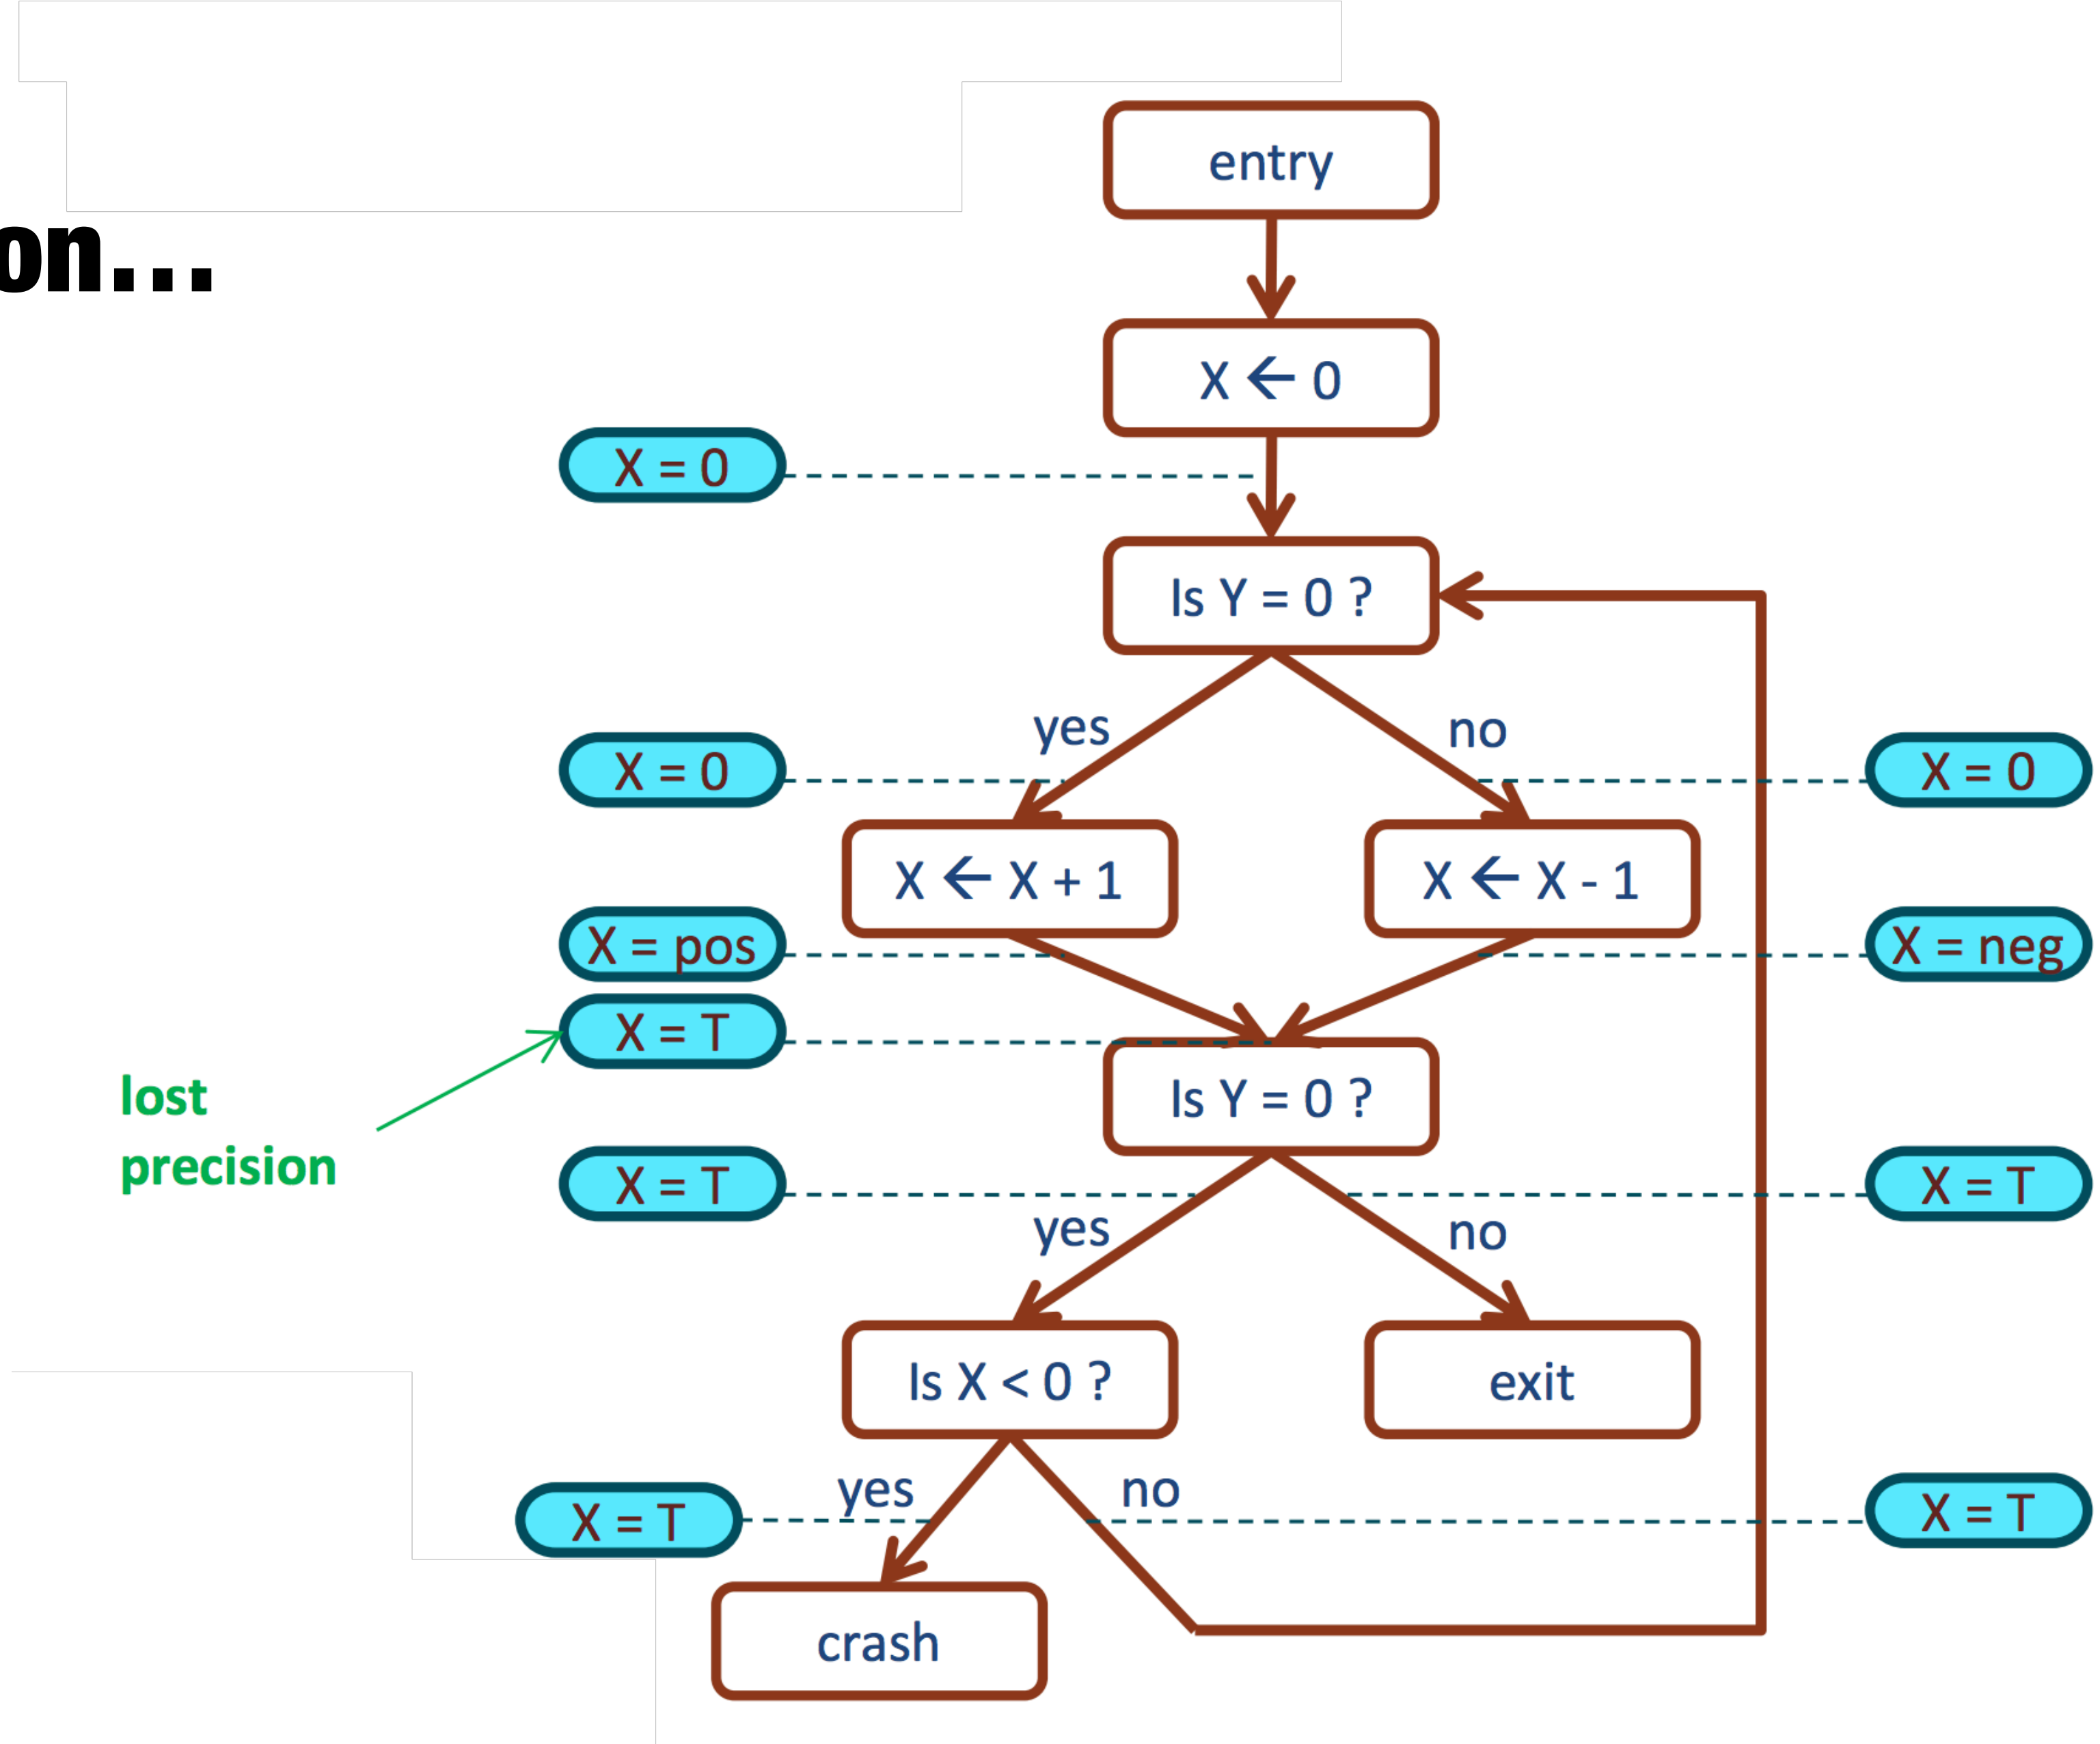 on...
entry
X ← 0
X = 0
Is Y = 0 ?
yes
no
X = 0
X = 0
X ← X + 1
X ← X - 1
X = pos
X = neg
X = T
lost
precision
Is Y = 0 ?
X = T
X = T
yes
no
Is X < 0 ?
exit
yes
no
X = T
X = T
crash